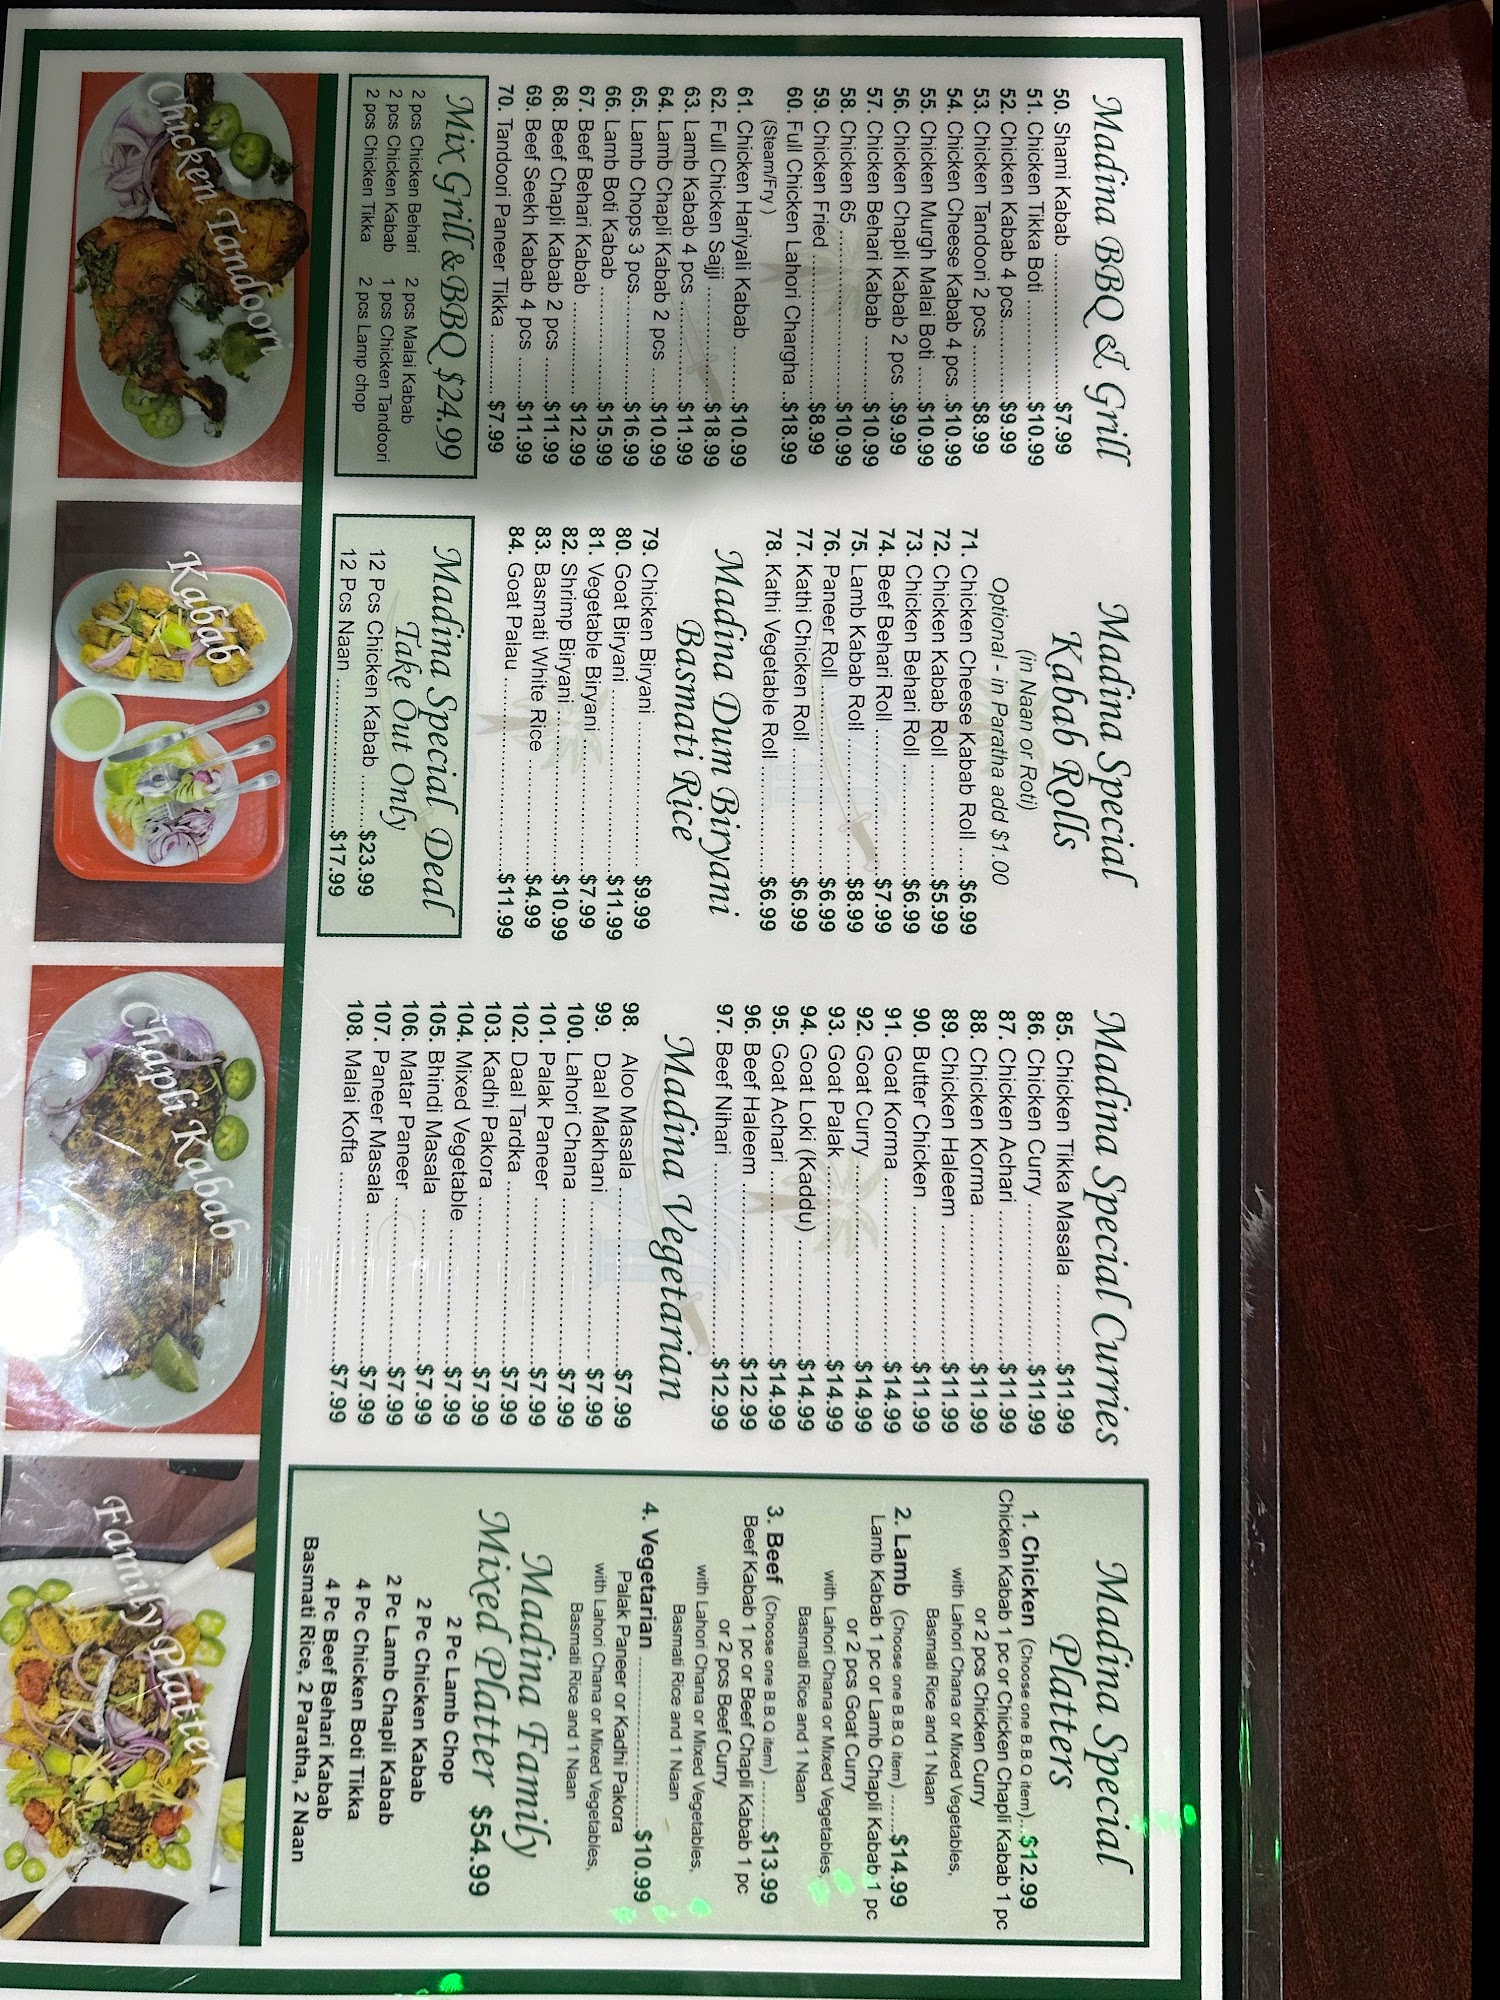 Madina BBQ & Grill
50. Shami Kabab ..................$7.99
51. Chicken Tikka Boti ............$10.99
52. Chicken Kabab 4 pcs.........$9.99
53. Chicken Tandoori 2 pcs ......$8.99
54. Chicken Cheese Kabab 4 pcs ..$10.99
55. Chicken Murgh Malai Boti .....$10.99
56. Chicken Chapli Kabab 2 pcs ..$9.99
57. Chicken Behari Kabab .........$10.99
58. Chicken 65 ......................$10.99
59. Chicken Fried ....................$8.99
60. Full Chicken Lahori Chargha ..$18.99
(Steam/Fry )
61. Chicken Hariyali Kabab ........$10.99
62. Full Chicken Sajji ...............$18.99
63. Lamb Kabab 4 pcs .............$11.99
64. Lamb Chapli Kabab 2 pcs .....$10.99
65. Lamb Chops 3 pcs..............$16.99
66. Lamb Boti Kabab ...............$15.99
67. Beef Behari Kabab .............$12.99
68. Beef Chapli Kabab 2 pcs ......$11.99
69. Beef Seekh Kabab 4 pcs ......$11.99
70. Tandoori Paneer Tikka .........$7.99
Mix Grill & BBQ $24.99
2 pcs Chicken Berhari 2 pcs Malai Kabab
2 pcs Chicken Kabab 1 pcs Chicken Tandoori
2 pcs Chicken Tikka 2 pcs Lamp chop
Madina Special
Kabab Rolls
(in Naan or Roti)
Optional - in Paratha add $1.00
71. Chicken Cheese Kabab Roll ....$6.99
72. Chicken Kabab Roll ..............$5.99
73. Chicken Behari Roll ..............$6.99
74. Beef Behari Roll ..................$7.99
75. Lamb Kabab Roll .................$8.99
76. Paneer Roll .......................$6.99
77. Kathi Chicken Roll ...............$6.99
78. Kathi Vegetable Roll .............$6.99
Madina Dum Biryani
Basmati Rice
79. Chicken Biryani ................... $9.99
80. Goat Biryani .......................$11.99
81. Vegetable Biryani.................$7.99
82. Shrimp Biryani ....................$10.99
83. Basmati White Rice ..............$4.99
84. Goat Palau ........................$11.99
Madina Special Deal
Take Out Only
12 Pcs Chicken Kabab .........$23.99
12 Pcs Naan .....................$17.99
Madina Special Curries
85. Chicken Tikka Masala ..........$11.99
86. Chicken Curry ...................$11.99
87. Chicken Achari ..................$11.99
88. Chicken Korma ..................$11.99
89. Chicken Haleem ................$11.99
90. Butter Chicken ..................$11.99
91. Goat Korma .....................$14.99
92. Goat Curry ......................$14.99
93. Goat Palak ......................$14.99
94. Goat Loki (Kaddu) ..............$14.99
95. Goat Achari .....................$14.99
96. Beef Haleem ....................$12.99
97. Beef Nihari ......................$12.99
Madina Vegetarian
98. Aloo Masala .....................$7.99
99. Daal Makhani ...................$7.99
100. Lahori Chana ..................$7.99
101. Palak Paneer ..................$7.99
102. Daal Tardka ....................$7.99
103. Kadhi Pakora ..................$7.99
104. Mixed Vegetable ..............$7.99
105. Bhindi Masala .................$7.99
106. Matar Paneer ..................$7.99
107. Paneer Masala .................$7.99
108. Malai Kofta .....................$7.99
Madina Special
Platters
1. Chicken (Choose one B.B.Q item)...$12.99
Chicken Kabab 1 pc or Chicken Chapli Kabab 1 pc
or 2 pcs Chicken Curry
with Lahori Chana or Mixed Vegetables,
Basmati Rice and 1 Naan
2. Lamb (Choose one B.B.Q item) .......$14.99
Lamb Kabab 1 pc or Lamb Chapli Kabab 1 pc
or 2 pcs Goat Curry
with Lahori Chana or Mixed Vegetables,
Basmati Rice and 1 Naan
3. Beef (Choose one B.B.Q item) ........$13.99
Beef Kabab 1 pc or Beef Chapli Kabab 1 pc
or 2 pcs Beef Curry
with Lahori Chana or Mixed Vegetables,
Basmati Rice and 1 Naan
4. Vegetarian ..........................$10.99
Palak Paneer or Kadhi Pakora
with Lahori Chana or Mixed Vegetables,
Basmati Rice and 1 Naan
Madina Family
Mixed Platter $54.99
2 Pc Lamb Chop
2 Pc Chicken Kabab
2 Pc Lamb Chapli Kabab
4 Pc Chicken Boti Tikka
4 Pc Beef Behari Kabab
Basmati Rice, 2 Paratha, 2 Naan
Chicken Tandoori
Kabab
Chapli Kabab
Family Platter